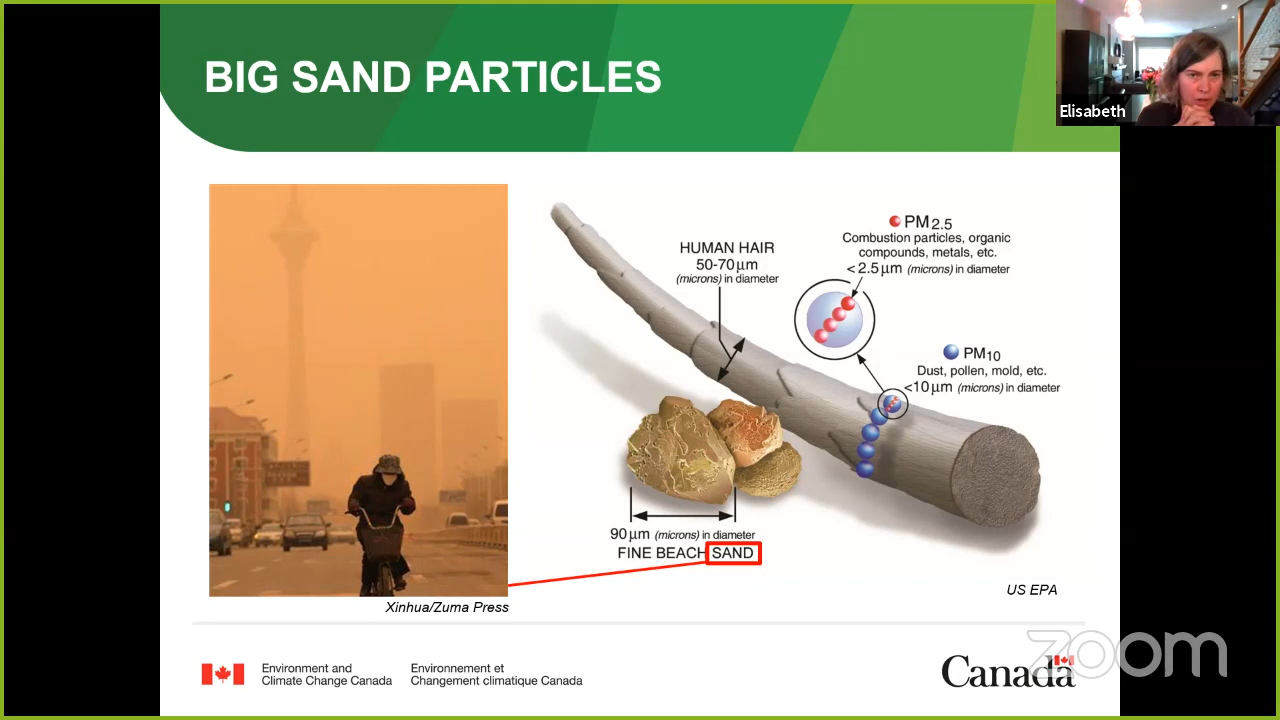 BIG SAND PARTICLES
Elisabeth
HUMAN HAIR
50-70 µm
(microns) in diameter
PM2.5
Combustion particles, organic
compounds, metals, etc.
< 2.5 µm (microns) in diameter
PM10
Dust, pollen, mold, etc.
<10 µm (microns) in diameter
90 µm (microns) in diameter
FINE BEACH SAND
Xinhua/Zuma Press
US EPA
Environment and
Climate Change Canada
Environnement et
Changement climatique Canada
Canada
zoom